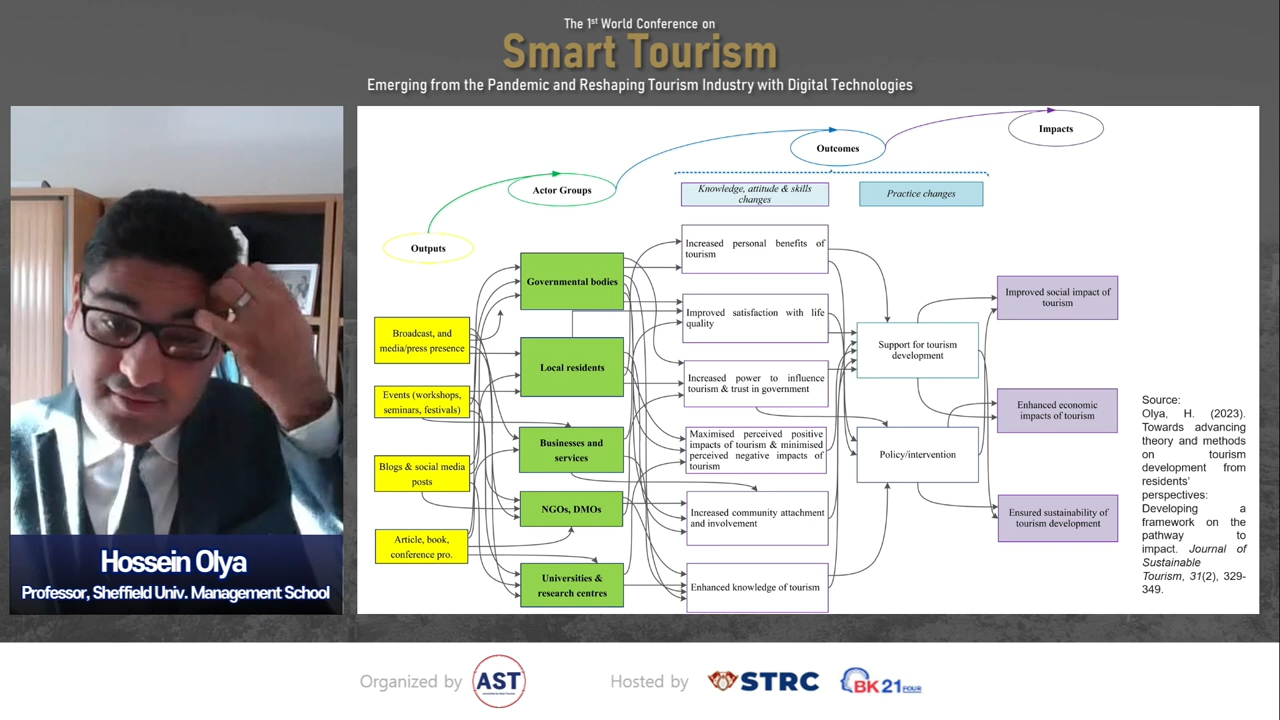 The 1st World Conference on
Smart Tourism
Emerging from the Pandemic and Reshaping Tourism Industry with Digital Technologies
Impacts
Outcomes
Actor Groups
Knowledge, attitude & skills
changes
Practice changes
Outputs
Governmental bodies
Increased personal benefits of
tourism
Improved social impact of
tourism
Broadcast, and
media/press presence
Improved satisfaction with life
quality
Support for tourism
development
Local residents
Increased power to influence
tourism & trust in government
Events (workshops,
seminars, festivals)
Enhanced economic
impacts of tourism
Businesses and
services
Maximised perceived positive
impacts of tourism & minimised
perceived negative impacts of
tourism
Policy/intervention
Blogs & social media
posts
NGOs, DMOs
Increased community attachment
and involvement
Ensured sustainability of
tourism development
Article, book,
conference pro.
Universities &
research centres
Enhanced knowledge of tourism
Source:
Olya, H. (2023).
Towards advancing
theory and methods
on tourism
development from
residents'
perspectives:
Developing a
framework on the
pathway to
impact. Journal of
Sustainable
Tourism, 31(2), 329-
349.
Hossein Olya
Professor, Sheffield Univ. Management School
Organized by AST
Hosted by STRC BK21 FOUR